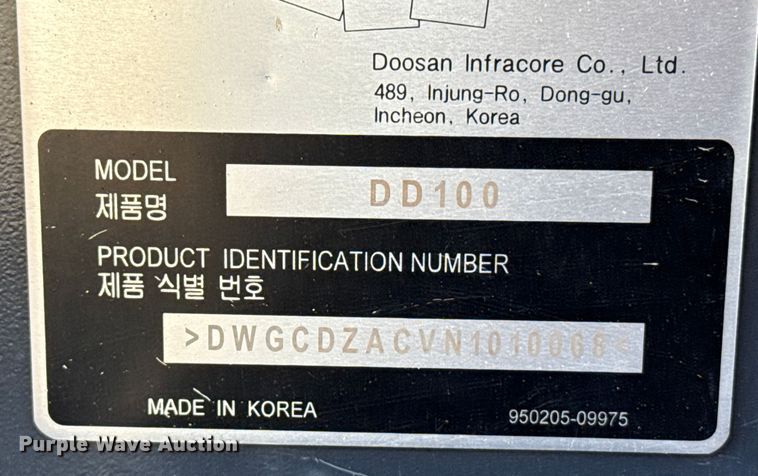 Doosan Infracore Co., Ltd.
489, Injung-Ro, Dong-gu,
Incheon, Korea
MODEL
제품명
DD100
PRODUCT IDENTIFICATION NUMBER
제품 식별 번호
>DWGCDZACVN1010068<
MADE IN KOREA
950205-09975
Purple Wave Auction